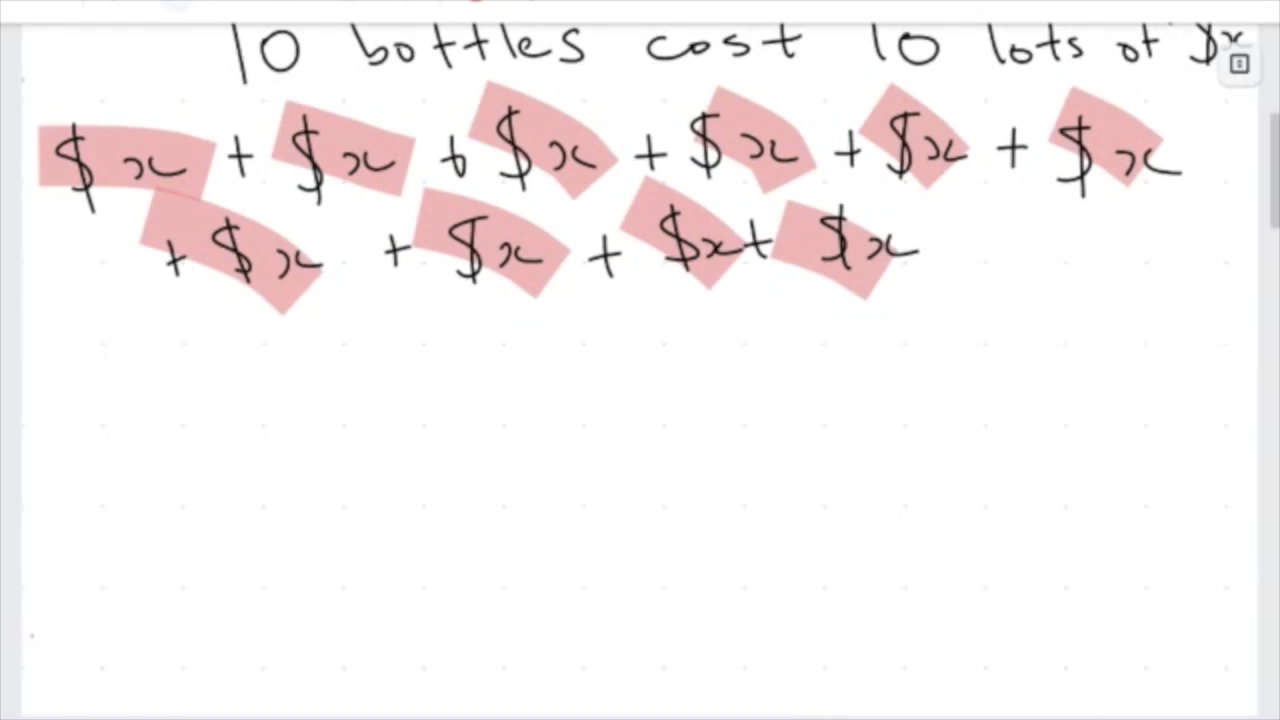 10 bottles cost 10 lots of $x
$x + $x + $x + $x + $x + $x
+ $x + $x + $x + $x